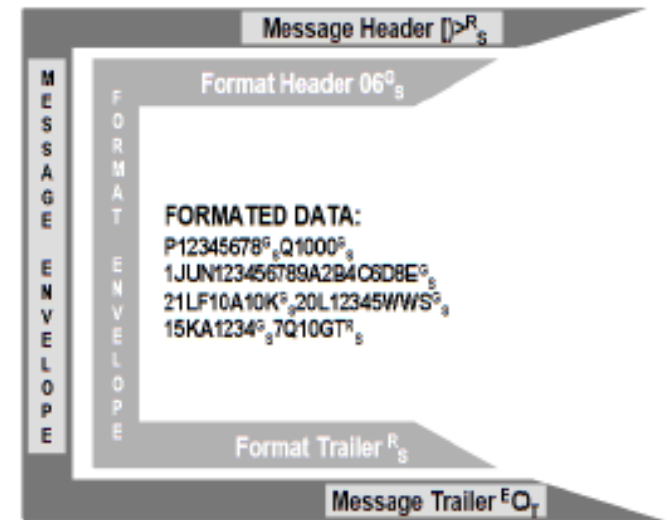 Message Header [)>ᴿS
MESSAGE ENVELOPE
FORMAT ENVELOPE
Format Header 06ᴳS
FORMATED DATA:
P12345678ᴳSQ1000ᴳS
1JUN123456789A2B4C6D8EᴳS
21LF10A10KᴳS20L12345WWSᴳS
15KA1234ᴳS7Q10GTᴿS
Format Trailer ᴿS
Message Trailer ᴱOT